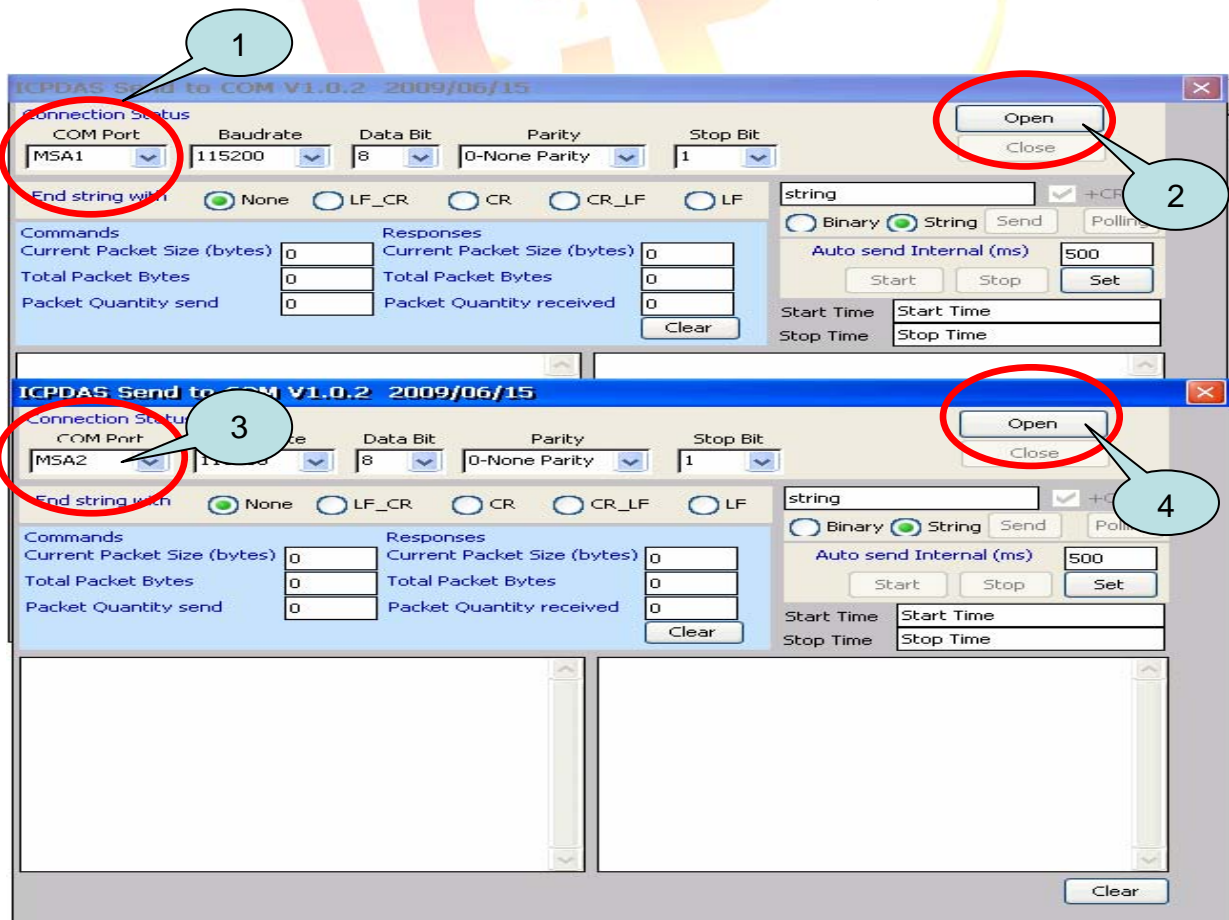 1
ICPDAS Send to COM V1.0.2 2009/06/15
Connection Status
Open
COM Port Baudrate Data Bit Parity Stop Bit
Close
MSA1 115200 8 0-None Parity 1
2
End string with None LF_CR CR CR_LF LF
string +CR
Binary String Send Polling
Commands Responses
Current Packet Size (bytes) 0 Current Packet Size (bytes) 0
Auto send Internal (ms) 500
Total Packet Bytes 0 Total Packet Bytes 0
Start Stop Set
Packet Quantity send 0 Packet Quantity received 0
Start Time Start Time
Clear
Stop Time Stop Time
ICPDAS Send to COM V1.0.2 2009/06/15
Connection
Open
3
COM Port Data Bit Parity Stop Bit
Close
MSA2 8 0-None Parity 1
4
End string with None LF_CR CR CR_LF LF
string
Binary String Send
Commands Responses
Current Packet Size (bytes) 0 Current Packet Size (bytes) 0
Auto send Internal (ms) 500
Total Packet Bytes 0 Total Packet Bytes 0
Start Stop Set
Packet Quantity send 0 Packet Quantity received 0
Start Time Start Time
Clear
Stop Time Stop Time
Clear